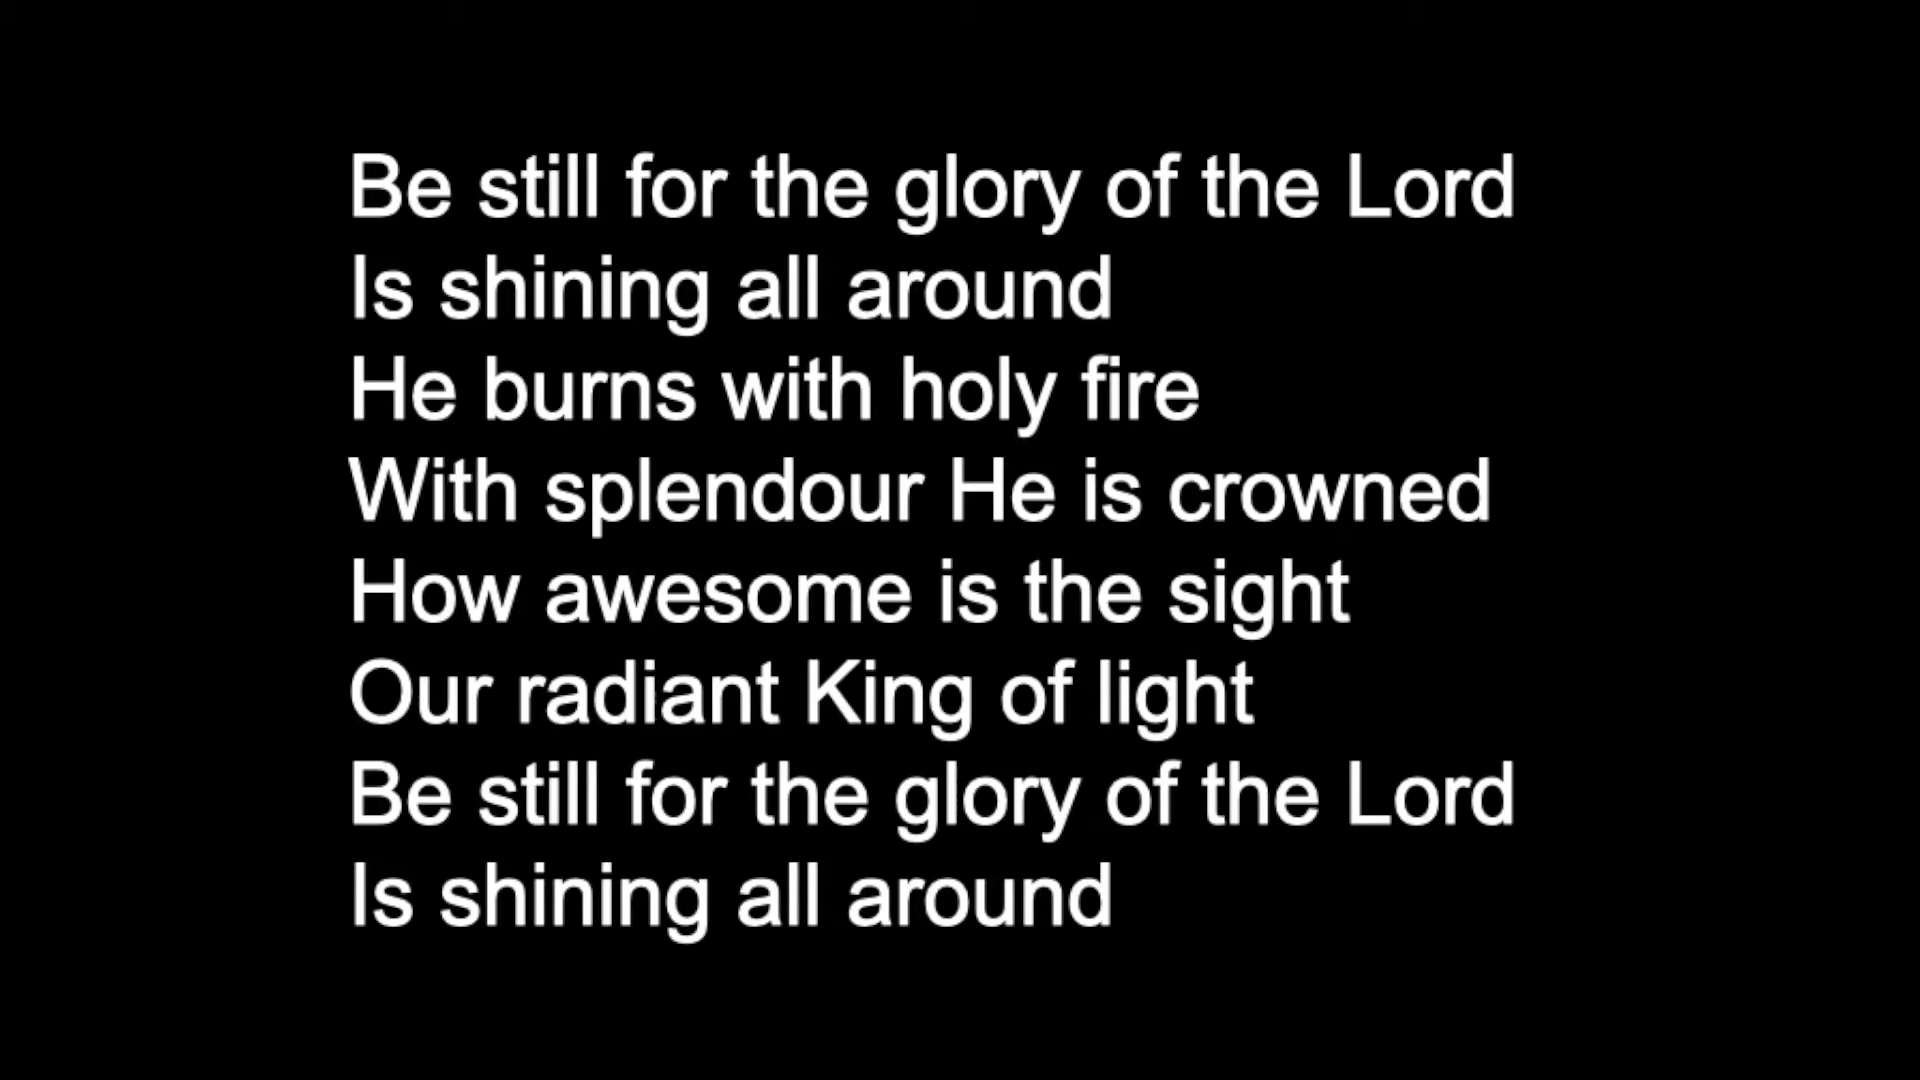 Be still for the glory of the Lord
Is shining all around
He burns with holy fire
With splendour He is crowned
How awesome is the sight
Our radiant King of light
Be still for the glory of the Lord
Is shining all around